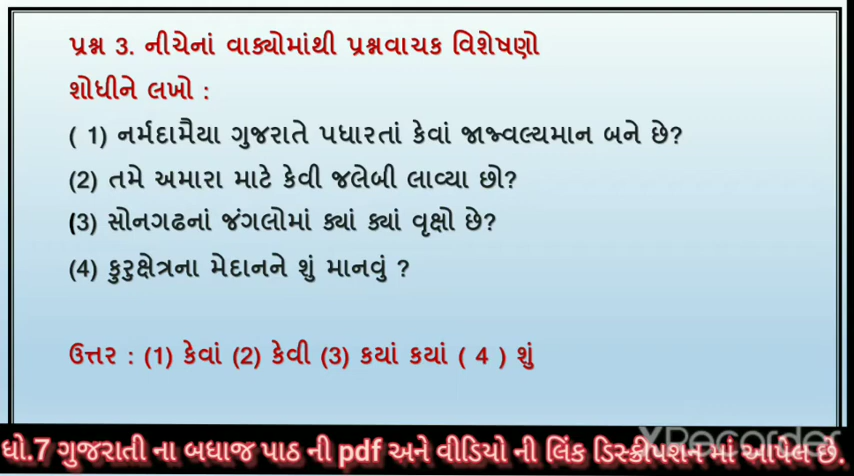 પ્રશ્ન 3. નીચેનાં વાક્યોમાંથી પ્રશ્નવાચક વિશેષણો
શોધીને લખો :
( 1) નર્મદામૈયા ગુજરાતે પધારતાં કેવાં જાજ્વલ્યમાન બને છે?
(2) તમે અમારા માટે કેવી જલેબી લાવ્યા છો?
(3) સોનગઢનાં જંગલોમાં ક્યાં ક્યાં વૃક્ષો છે?
(4) કુરુક્ષેત્રના મેદાનને શું માનવું ?
ઉત્તર : (1) કેવાં (2) કેવી (3) કયાં કયાં ( 4 ) શું
XRecorder
ધો.7 ગુજરાતી ના બધાજ પાઠ ની pdf અને વીડિયો ની લિંક ડિસ્ક્રીપશન માં આપેલ છે.